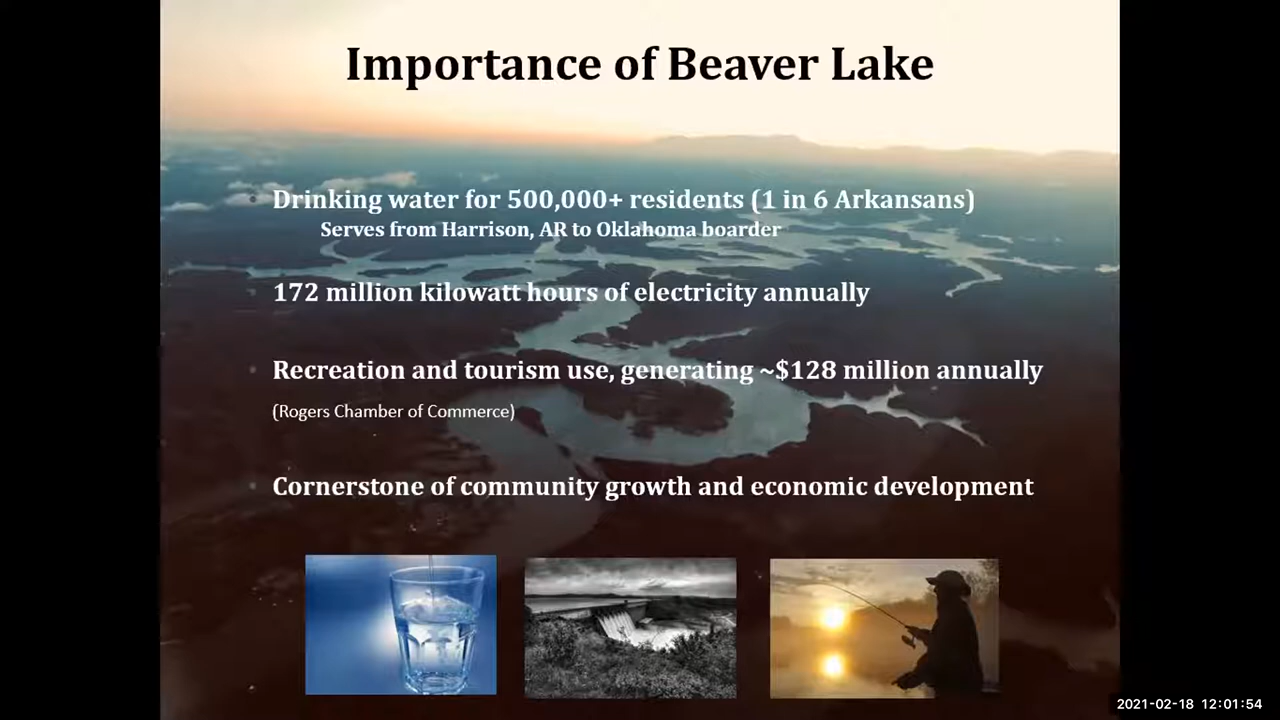 Importance of Beaver Lake
Drinking water for 500,000+ residents (1 in 6 Arkansans)
Serves from Harrison, AR to Oklahoma boarder
172 million kilowatt hours of electricity annually
Recreation and tourism use, generating ~$128 million annually
(Rogers Chamber of Commerce)
Cornerstone of community growth and economic development
2021-02-18 12:01:54